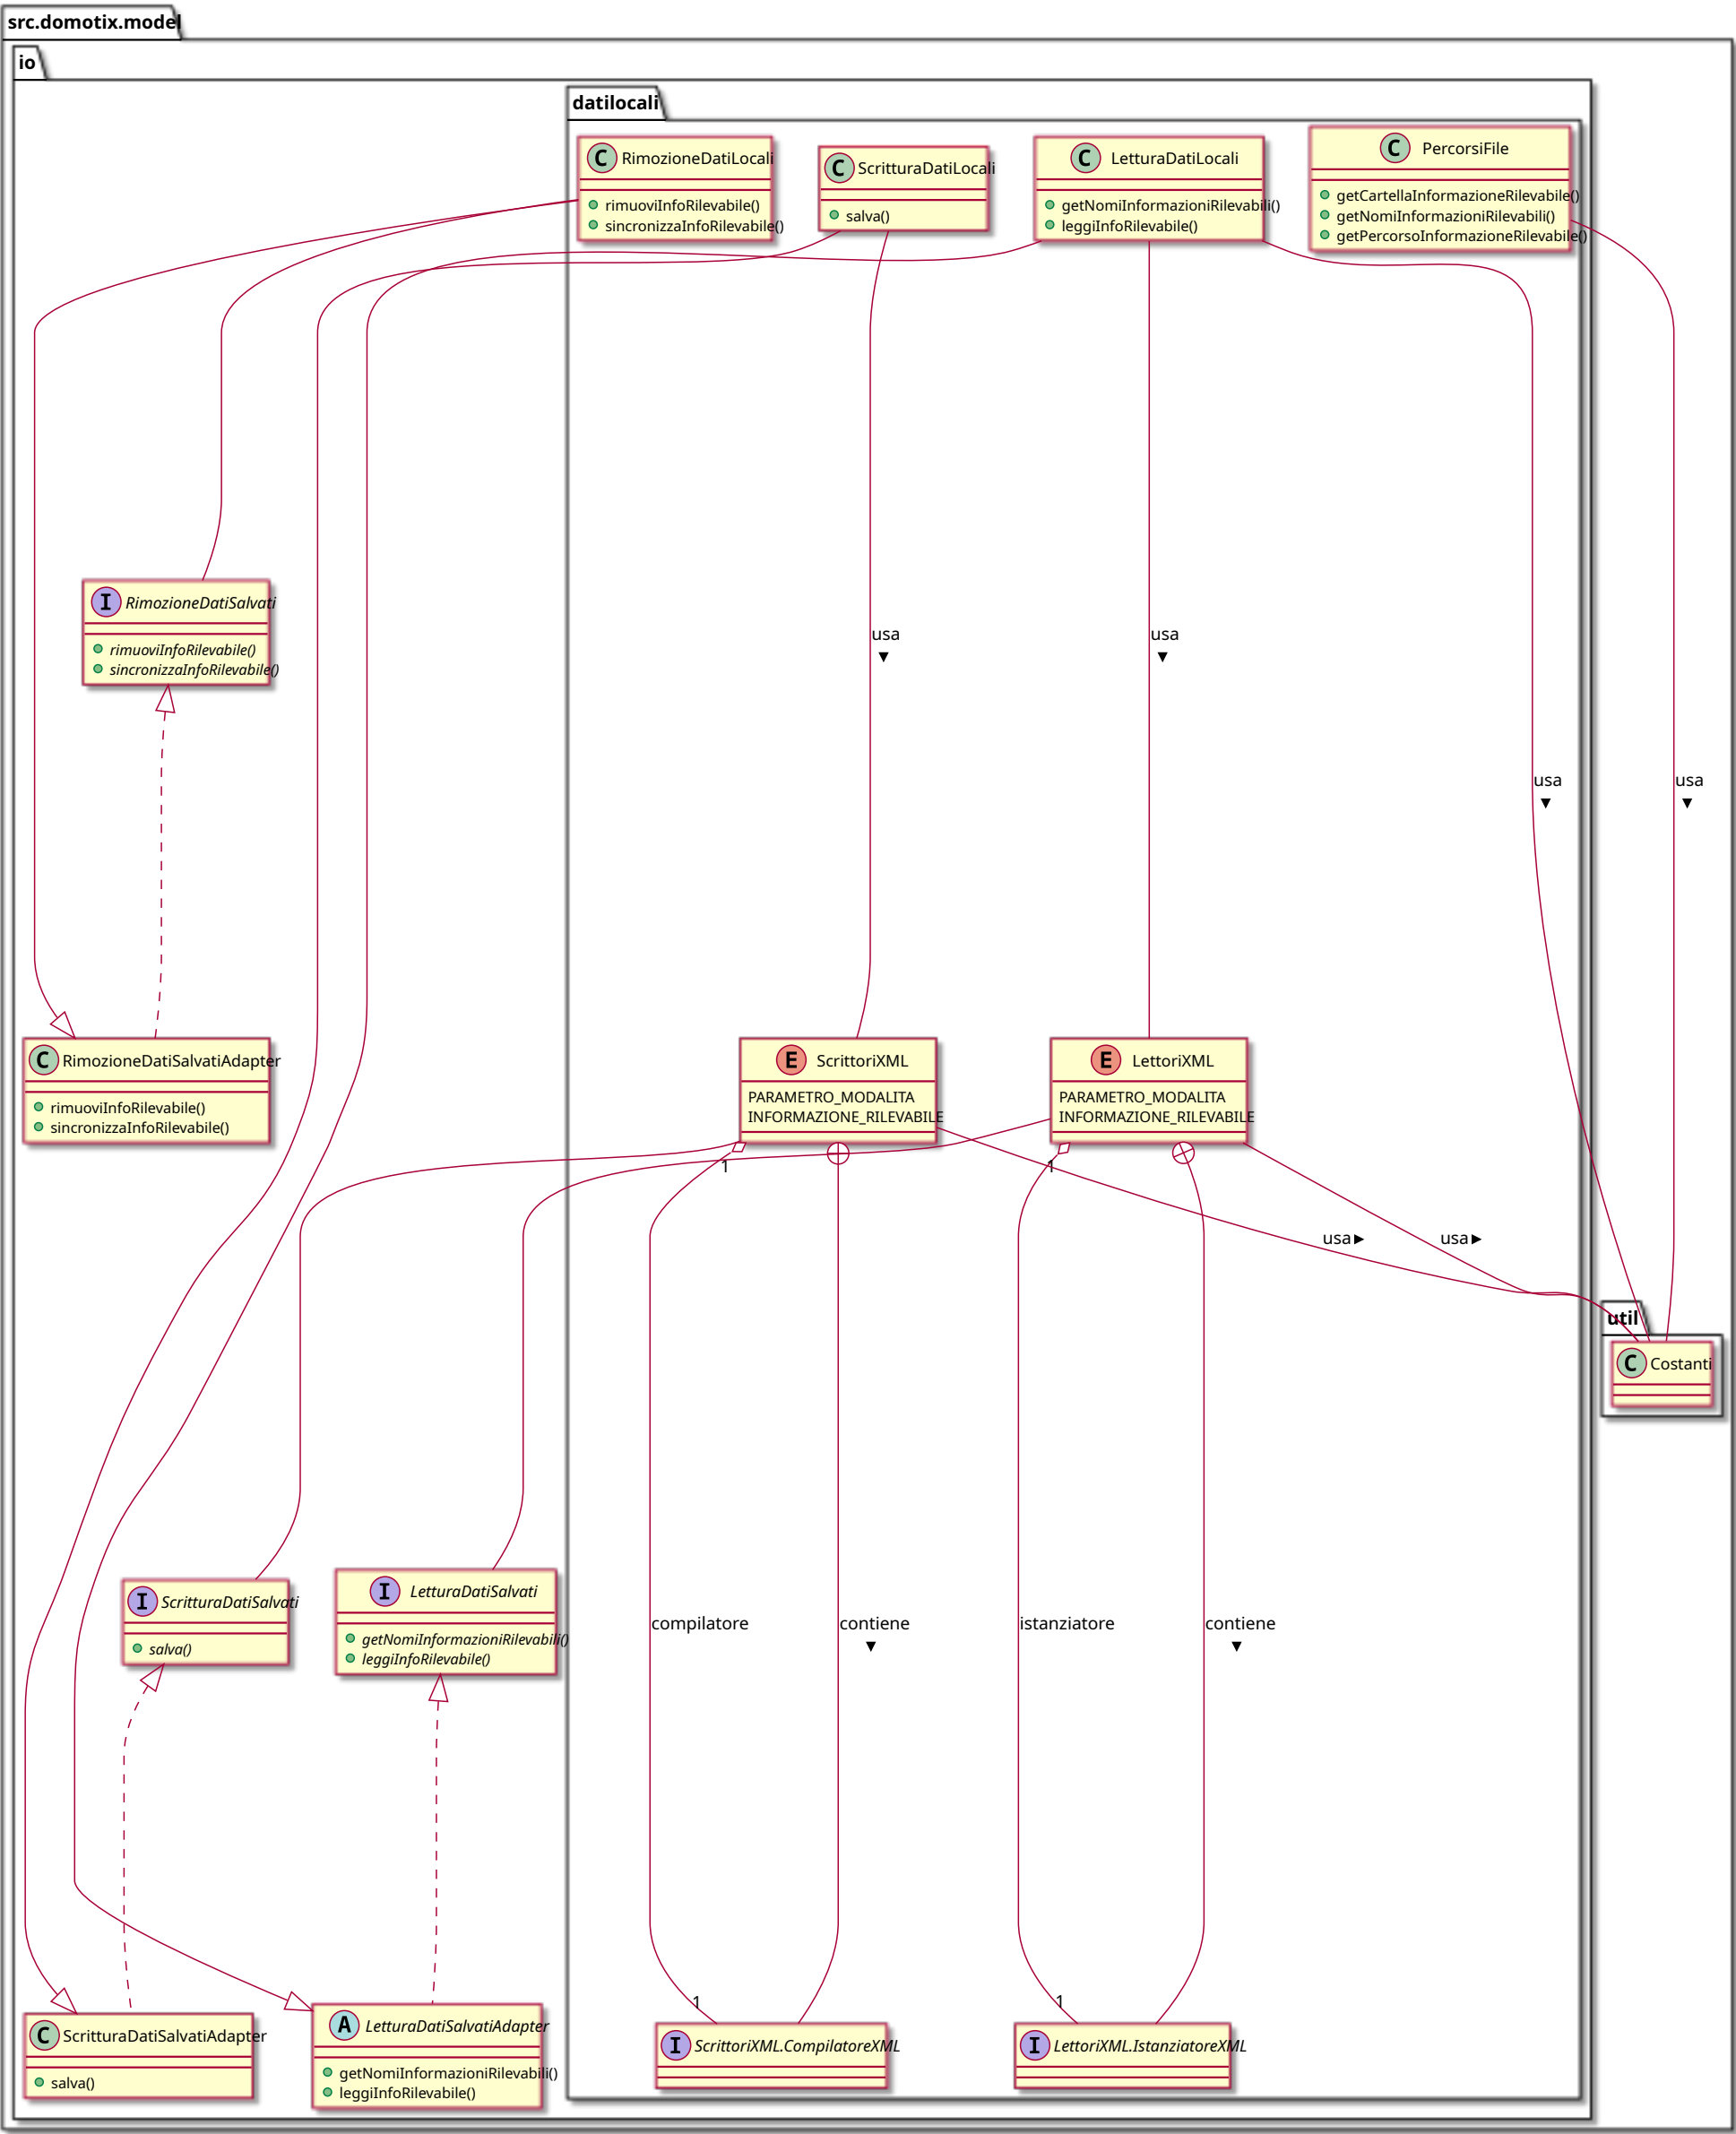 src.domotix.model
io
datilocali
C RimozioneDatiLocali
rimuoviInfoRilevabile()
sincronizzaInfoRilevabile()
C ScritturaDatiLocali
salva()
C LetturaDatiLocali
getNomiInformazioniRilevabili()
leggiInfoRilevabile()
C PercorsiFile
getCartellaInformazioneRilevabile()
getNomiInformazioniRilevabili()
getPercorsoInformazioneRilevabile()
I RimozioneDatiSalvati
rimuoviInfoRilevabile()
sincronizzaInfoRilevabile()
usa
usa
usa
usa
C RimozioneDatiSalvatiAdapter
rimuoviInfoRilevabile()
sincronizzaInfoRilevabile()
E ScrittoriXML
PARAMETRO_MODALITA
INFORMAZIONE_RILEVABILE
E LettoriXML
PARAMETRO_MODALITA
INFORMAZIONE_RILEVABILE
1
1
usa
usa
util
C Costanti
I ScritturaDatiSalvati
salva()
I LetturaDatiSalvati
getNomiInformazioniRilevabili()
leggiInfoRilevabile()
compilatore
contiene
istanziatore
contiene
1
1
C ScritturaDatiSalvatiAdapter
salva()
A LetturaDatiSalvatiAdapter
getNomiInformazioniRilevabili()
leggiInfoRilevabile()
I ScrittoriXML.CompilatoreXML
I LettoriXML.IstanziatoreXML